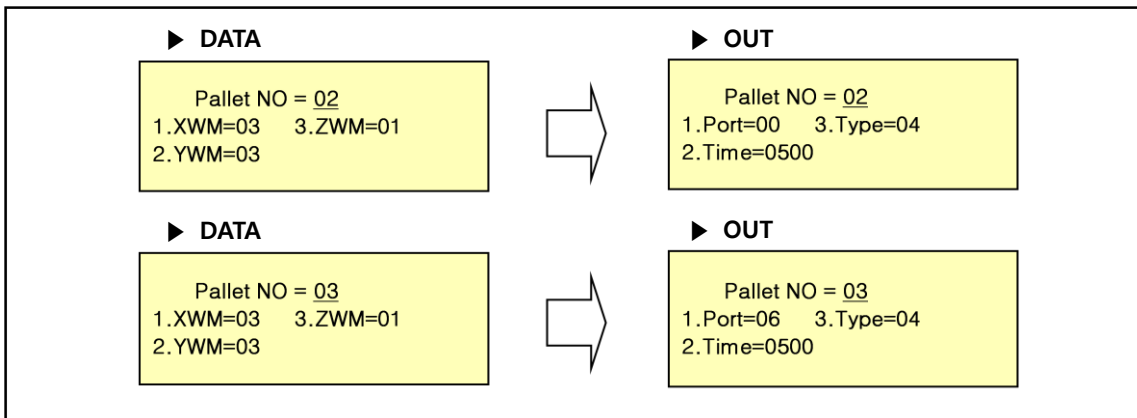 ▶ DATA
Pallet NO = 02
1.XWM=03 3.ZWM=01
2.YWM=03
▶ OUT
Pallet NO = 02
1.Port=00 3.Type=04
2.Time=0500
▶ DATA
Pallet NO = 03
1.XWM=03 3.ZWM=01
2.YWM=03
▶ OUT
Pallet NO = 03
1.Port=06 3.Type=04
2.Time=0500